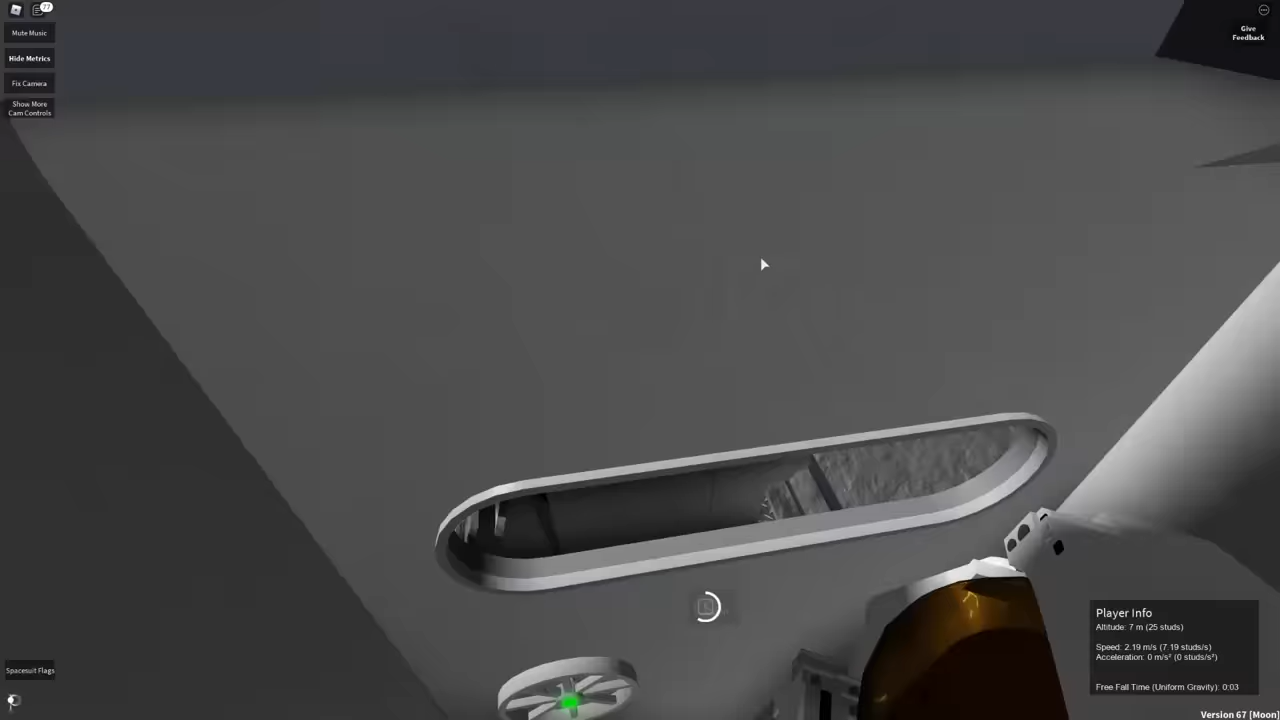 77
Mute Music
Hide Metrics
Fix Camera
Show More
Cam Controls
Give
Feedback
Player Info
Altitude: 7 m (25 studs)
Speed: 2.19 m/s (7.19 studs/s)
Acceleration: 0 m/s² (0 studs/s²)
Free Fall Time (Uniform Gravity): 0:03
Spacesuit Flags
Version 67 [Moon]